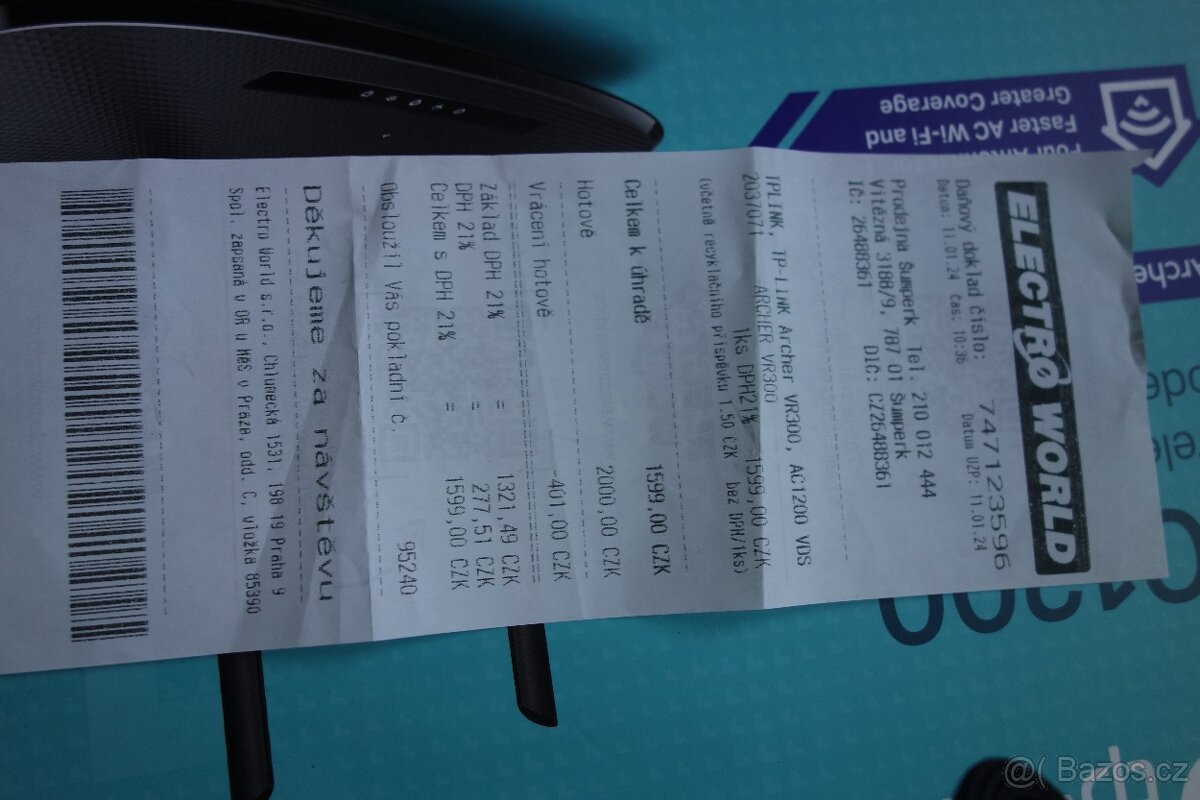 ELECTRO WORLD
Daňový doklad číslo: 7471235​96
Datum: 11.01.24 čas: 10:36 Datum UZP: 11.01.24
Prodejna Šumperk Tel. 210 012 444
Vítězná 3188/9, 787 01 Šumperk
IČ: 26488361 DIČ: CZ26488361
TPLINK, TP-LINK Archer VR300, AC1200 VDS
2037071 ARCHER VR300
1ks DPH21% 1599,00 CZK
(včetně recyklačního příspěvku 1.50 CZK bez DPH/1ks)
Celkem k úhradě 1599,00 CZK
Hotově 2000,00 CZK
Vrácení hotově -401,00 CZK
Základ DPH 21% = 1321,49 CZK
DPH 21% = 277,51 CZK
Celkem s DPH 21% = 1599,00 CZK
Obsloužil Vás pokladní č. 95240
Děkujeme za návštěvu
Electro World s.r.o., Chlumecká 1531, 198 19 Praha 9
Spol. zapsaná v OR u MěS v Praze, odd. C, vložka 85390
Faster AC Wi-Fi and
Greater Coverage
@( Bazos.cz